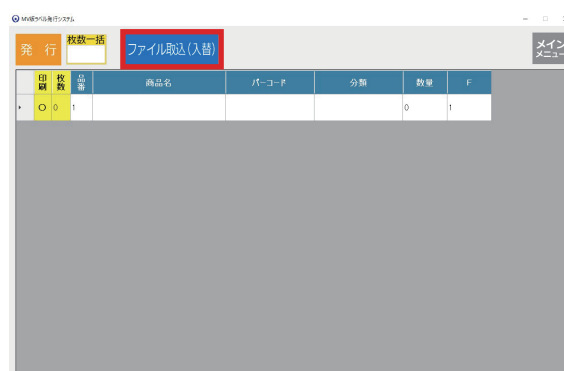 MV版ラベル発行システム
発 行
枚数一括
ファイル取込(入替)
メイン
メニュー
印刷
枚数
品番
商品名
バーコード
分類
数量
F
〇
0
1
0
1